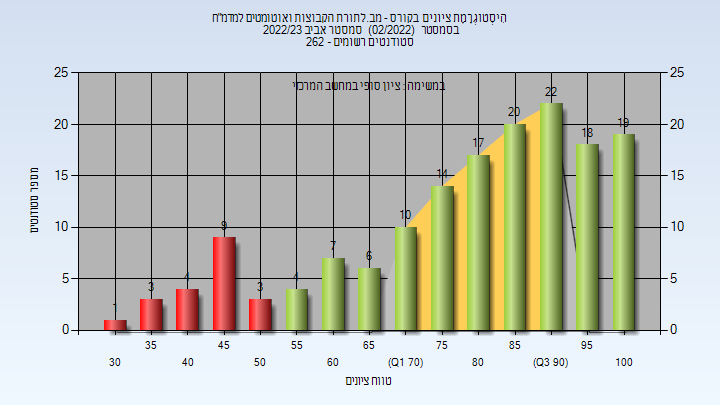 היסטוגרמת ציונים בקורס - מב.לתורת הקבוצות ואוטומטים למדמ"ח
בסמסטר (02/2022) סמסטר אביב 2022/23
סטודנטים רשומים - 262
במשימה : ציון סופי במחשב המרכזי
מספר סטודנטים
25 25
20 20
15 15
10 10
5 5
0 0
1 3 4 9 3 4 7 6 10 14 17 20 22 18 19
35 45 55 65 75 85 95
30 40 50 60 (Q1 70) 80 (Q3 90) 100
טווח ציונים